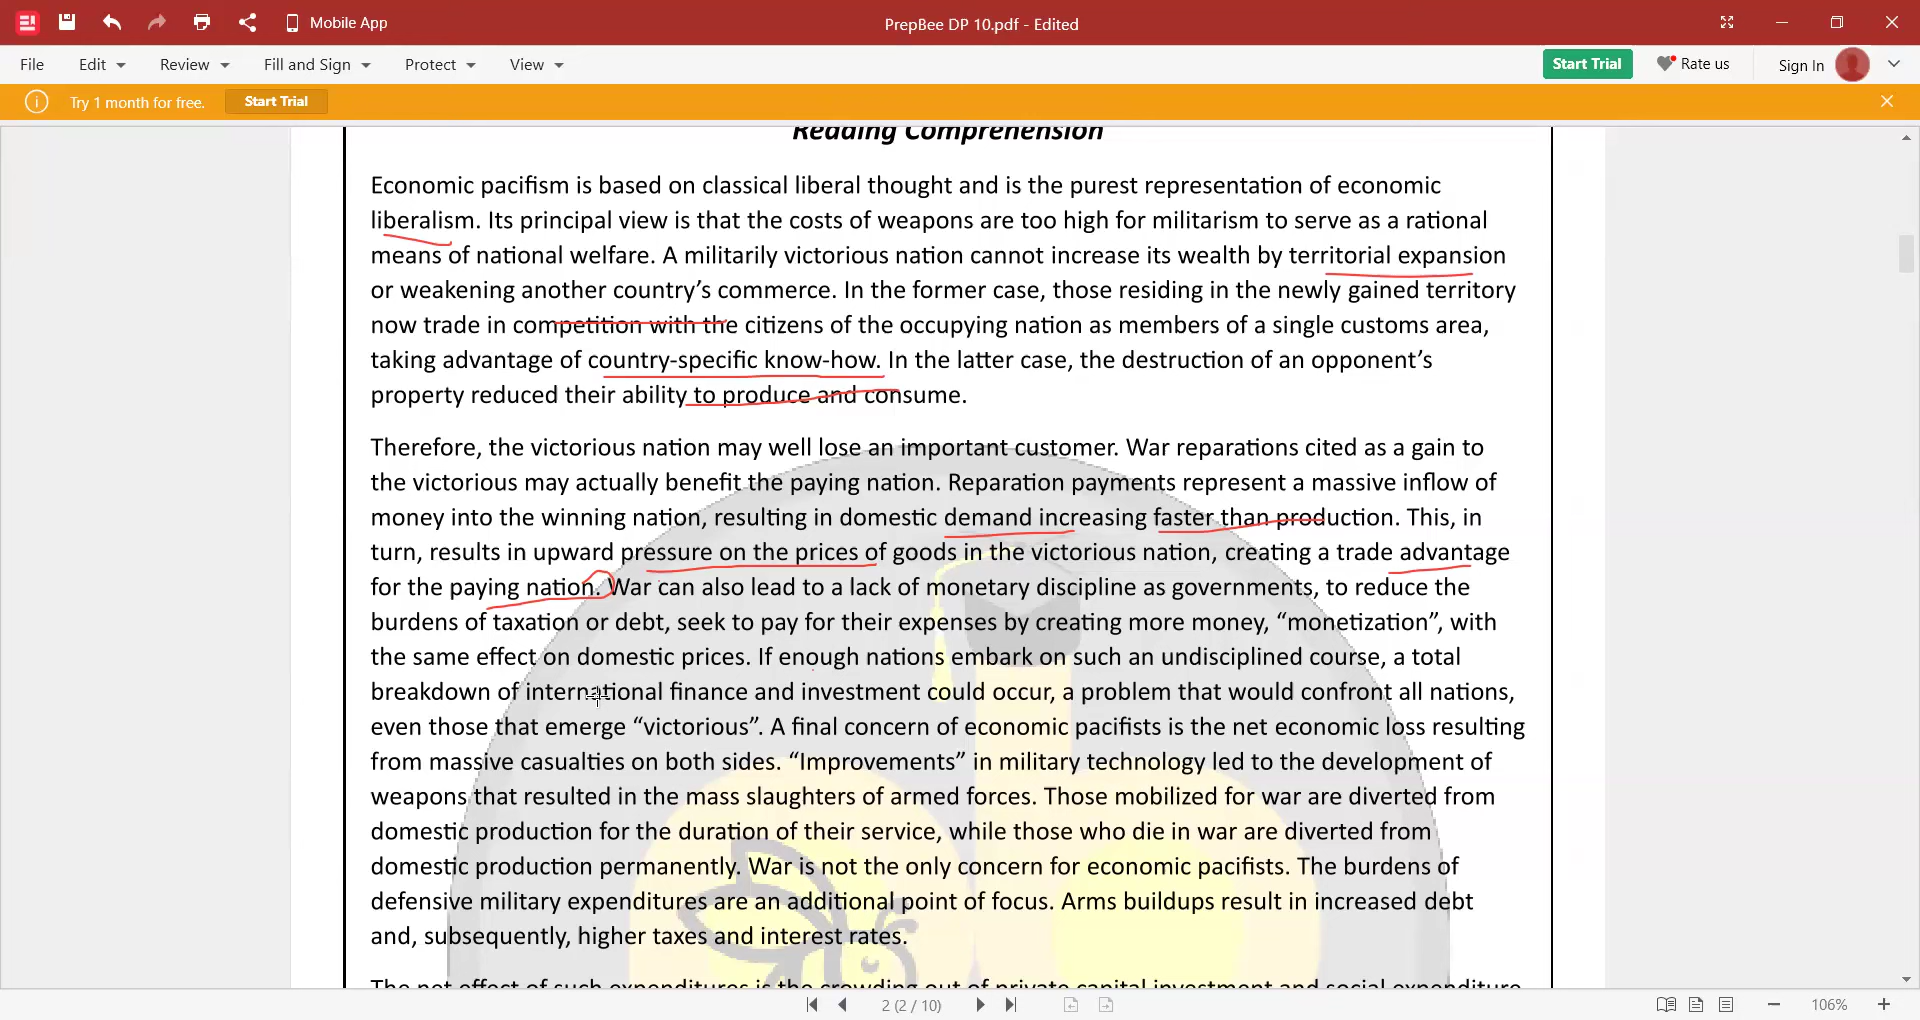 Mobile App
PrepBee DP 10.pdf - Edited
File Edit Review Fill and Sign Protect View Start Trial Rate us Sign In
Try 1 month for free. Start Trial
Reading Comprehension
Economic pacifism is based on classical liberal thought and is the purest representation of economic
liberalism. Its principal view is that the costs of weapons are too high for militarism to serve as a rational
means of national welfare. A militarily victorious nation cannot increase its wealth by territorial expansion
or weakening another country’s commerce. In the former case, those residing in the newly gained territory
now trade in competition with the citizens of the occupying nation as members of a single customs area,
taking advantage of country-specific know-how. In the latter case, the destruction of an opponent’s
property reduced their ability to produce and consume.
Therefore, the victorious nation may well lose an important customer. War reparations cited as a gain to
the victorious may actually benefit the paying nation. Reparation payments represent a massive inflow of
money into the winning nation, resulting in domestic demand increasing faster than production. This, in
turn, results in upward pressure on the prices of goods in the victorious nation, creating a trade advantage
for the paying nation. War can also lead to a lack of monetary discipline as governments, to reduce the
burdens of taxation or debt, seek to pay for their expenses by creating more money, “monetization”, with
the same effect on domestic prices. If enough nations embark on such an undisciplined course, a total
breakdown of international finance and investment could occur, a problem that would confront all nations,
even those that emerge “victorious”. A final concern of economic pacifists is the net economic loss resulting
from massive casualties on both sides. “Improvements” in military technology led to the development of
weapons that resulted in the mass slaughters of armed forces. Those mobilized for war are diverted from
domestic production for the duration of their service, while those who die in war are diverted from
domestic production permanently. War is not the only concern for economic pacifists. The burdens of
defensive military expenditures are an additional point of focus. Arms buildups result in increased debt
and, subsequently, higher taxes and interest rates.
The net effect of such expenditures is the crowding out of private capital investment and social expenditure
2 (2 / 10) 106%